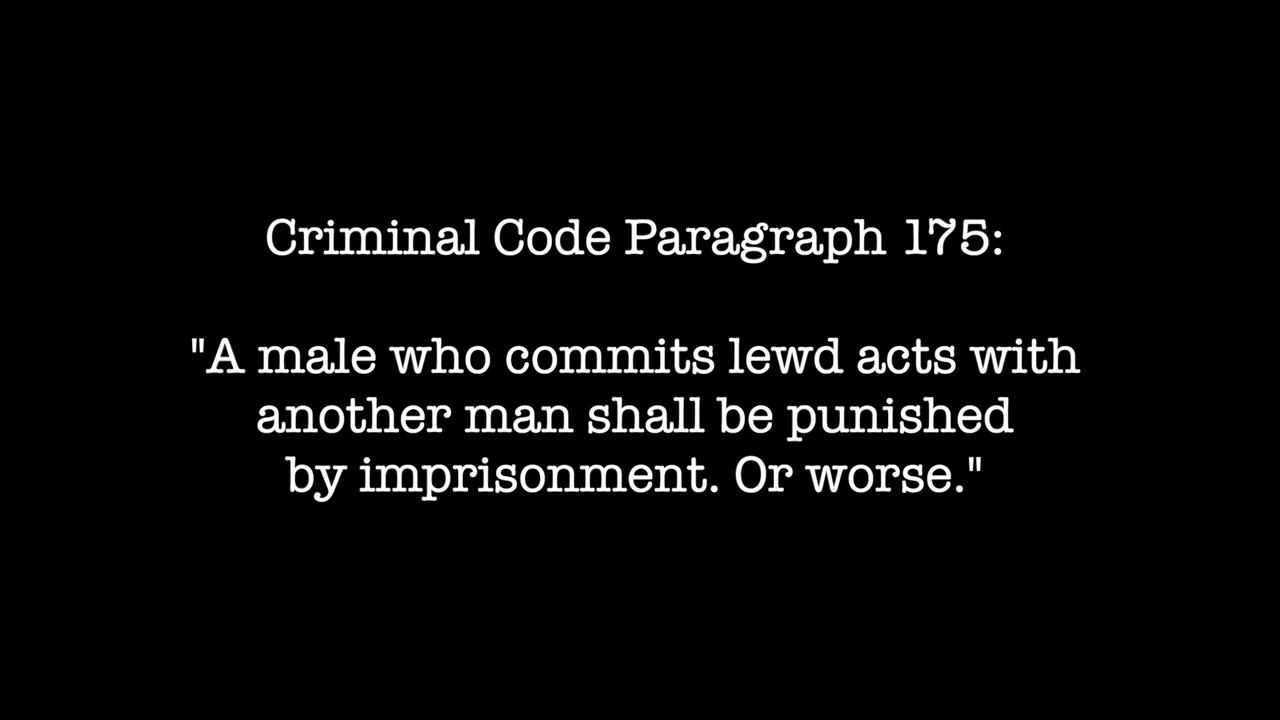 Criminal Code Paragraph 175:
"A male who commits lewd acts with
another man shall be punished
by imprisonment. Or worse."